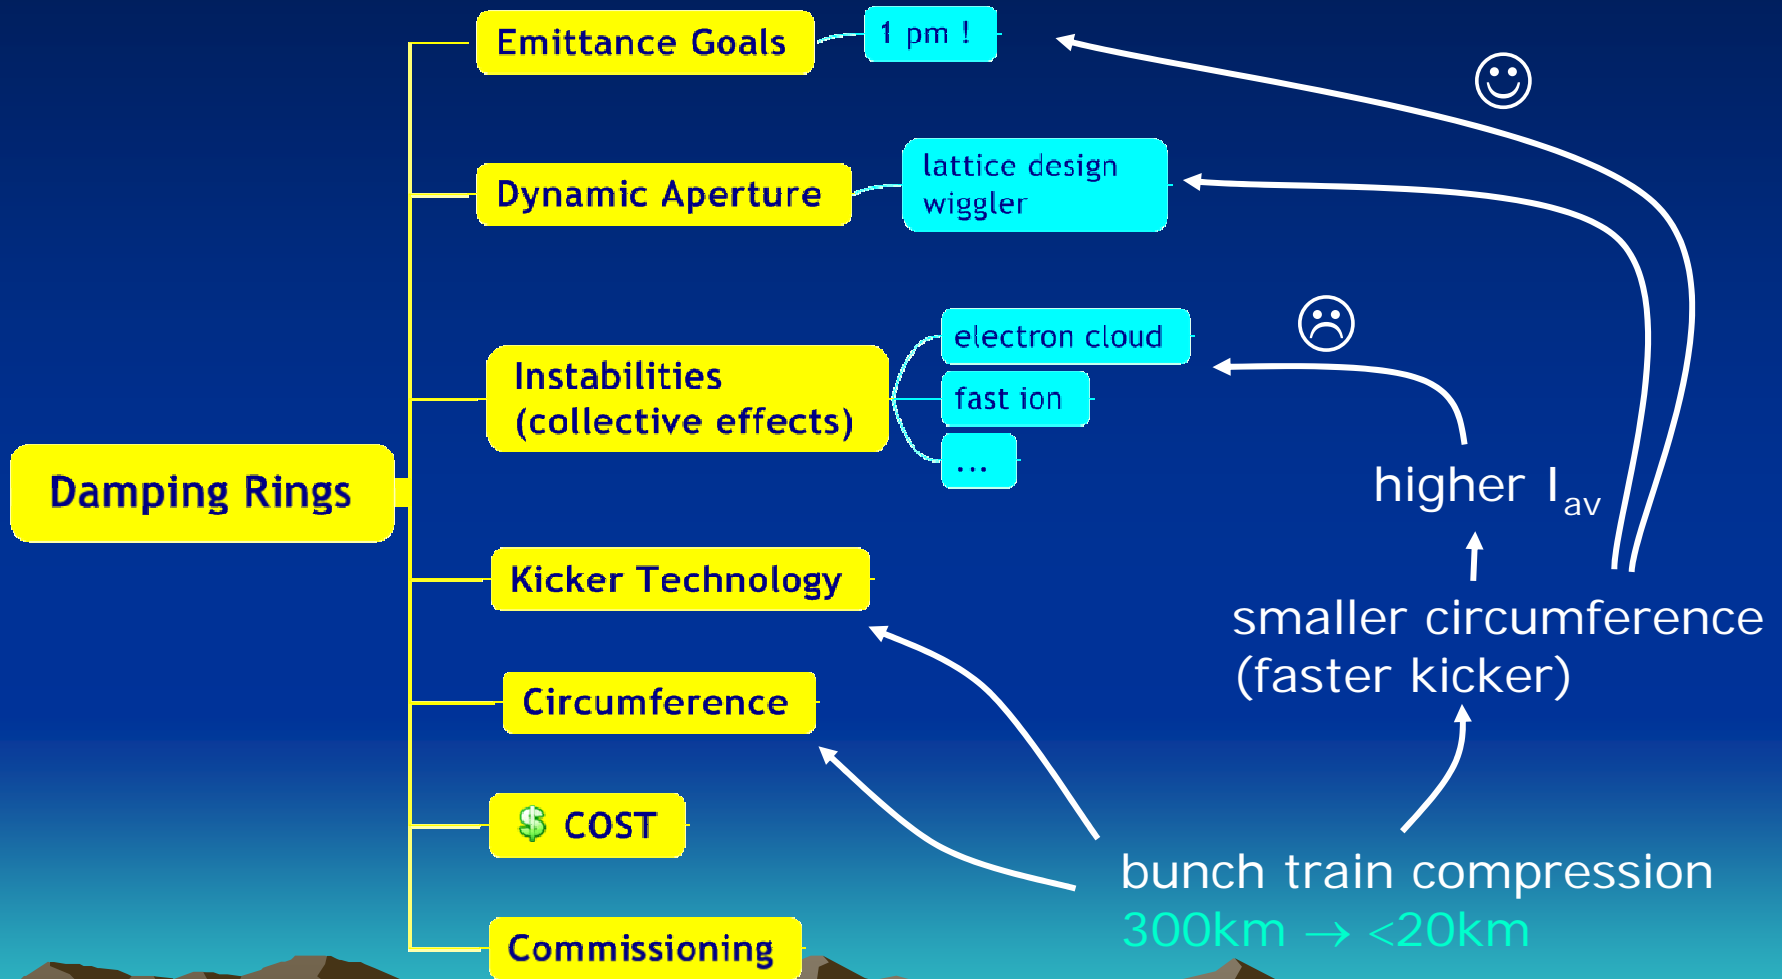 Emittance Goals
1 pm !
Dynamic Aperture
lattice design
wiggler
Instabilities
(collective effects)
electron cloud
fast ion
...
Damping Rings
higher I_av
Kicker Technology
smaller circumference
(faster kicker)
Circumference
$ COST
bunch train compression
300km → <20km
Commissioning